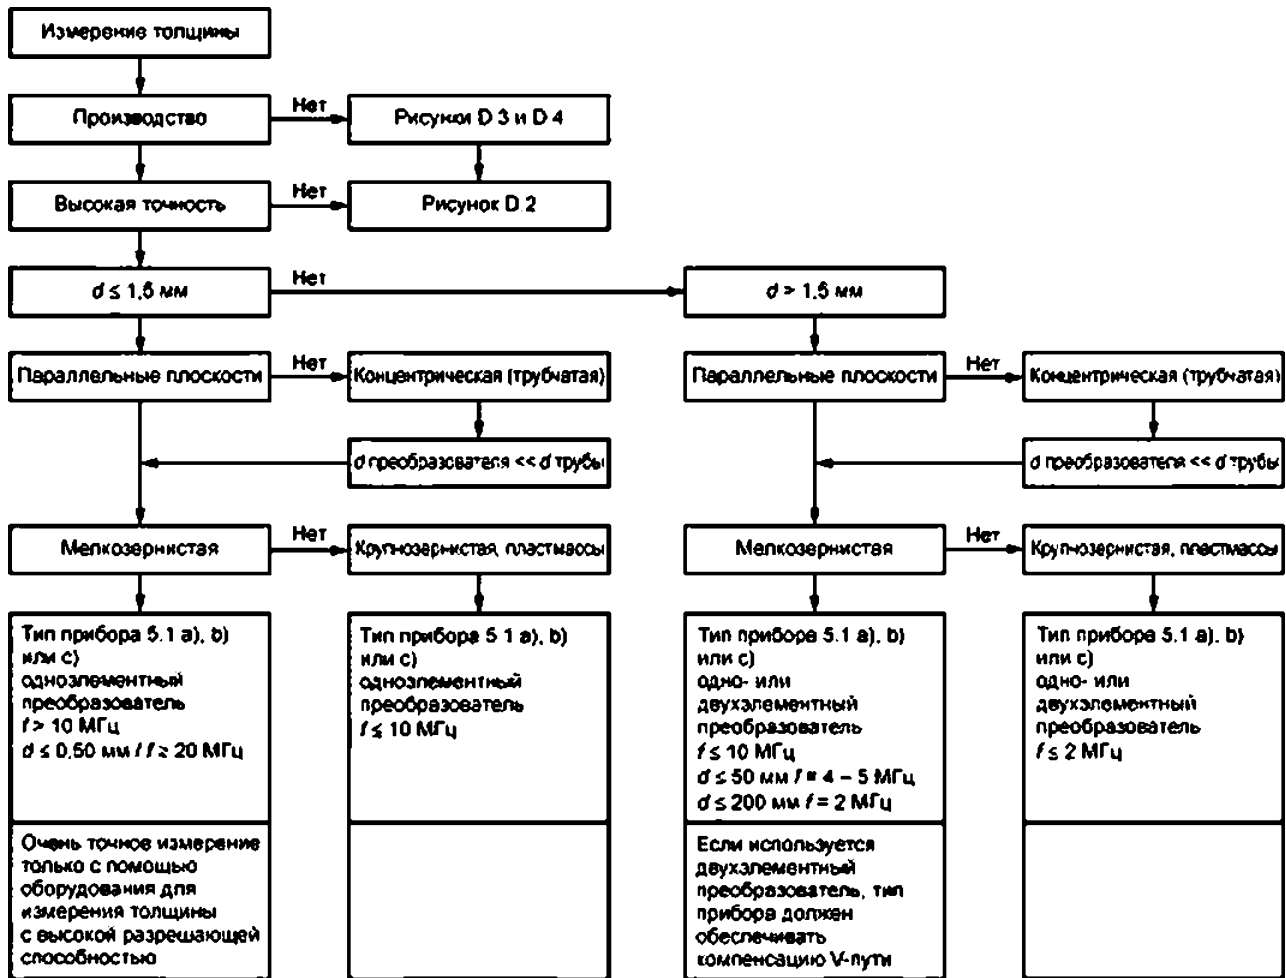 Измерение толщины
Производство
Нет
Рисунки D 3 и D 4
Высокая точность
Нет
Рисунок D 2
d ≤ 1,5 мм
Нет
d > 1,5 мм
Параллельные плоскости
Нет
Концентрическая (трубчатая)
Параллельные плоскости
Нет
Концентрическая (трубчатая)
d преобразователя << d трубы
d преобразователя << d трубы
Мелкозернистая
Нет
Крупнозернистая, пластмассы
Мелкозернистая
Нет
Крупнозернистая, пластмассы
Тип прибора 5.1 a), b)
или c)
одноэлементный
преобразователь
f > 10 МГц
d ≤ 0,50 мм / f ≥ 20 МГц
Тип прибора 5 1 a), b)
или c)
одноэлементный
преобразователь
f ≤ 10 МГц
Тип прибора 5.1 a), b)
или c)
одно- или
двухэлементный
преобразователь
f ≤ 10 МГц
d ≤ 50 мм f = 4 – 5 МГц
d ≤ 200 мм f = 2 МГц
Тип прибора 5.1 a), b)
или c)
одно- или
двухэлементный
преобразователь
f ≤ 2 МГц
Очень точное измерение
только с помощью
оборудования для
измерения толщины
с высокой разрешающей
способностью
Если используется
двухэлементный
преобразователь, тип
прибора должен
обеспечивать
компенсацию V-пути